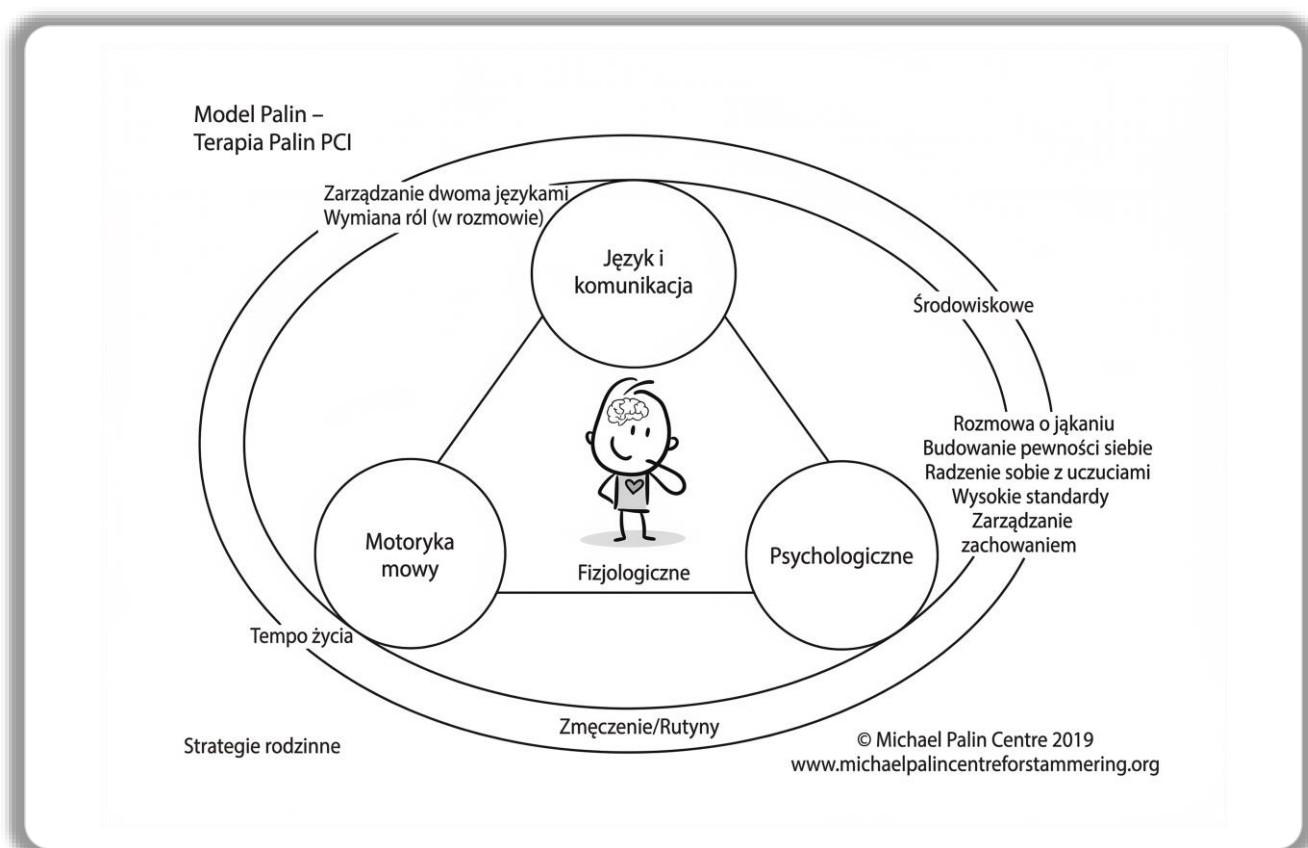 Model Palin –
Terapia Palin PCI
Zarządzanie dwoma językami
Wymiana ról (w rozmowie)
Język i
komunikacja
Środowiskowe
Rozmowa o jąkaniu
Budowanie pewności siebie
Radzenie sobie z uczuciami
Wysokie standardy
Zarządzanie
zachowaniem
Motoryka
mowy
Fizjologiczne
Psychologiczne
Tempo życia
Zmęczenie/Rutyny
Strategie rodzinne
© Michael Palin Centre 2019
www.michaelpalincentreforstammering.org